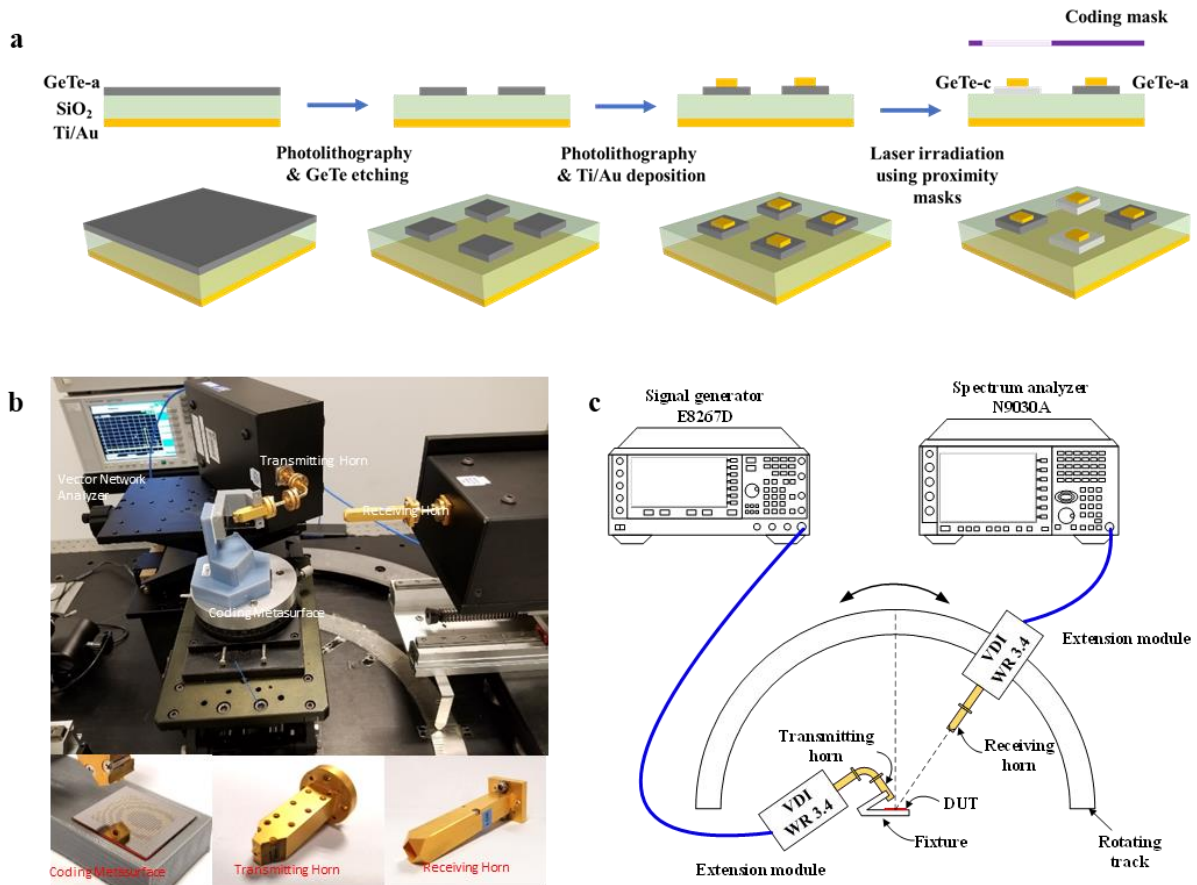 a
Coding mask
GeTe-a
SiO2
Ti/Au
GeTe-c
GeTe-a
Photolithography
& GeTe etching
Photolithography
& Ti/Au deposition
Laser irradiation
using proximity
masks
b
Transmitting Horn
Vector Network
Analyzer
Receiving Horn
Coding Metasurface
Coding Metasurface
Transmitting Horn
Receiving Horn
c
Signal generator
E8267D
Spectrum analyzer
N9030A
Extension module
VDI
WR 3.4
Transmitting
horn
Receiving
horn
VDI
WR 3.4
DUT
Fixture
Rotating
track
Extension module